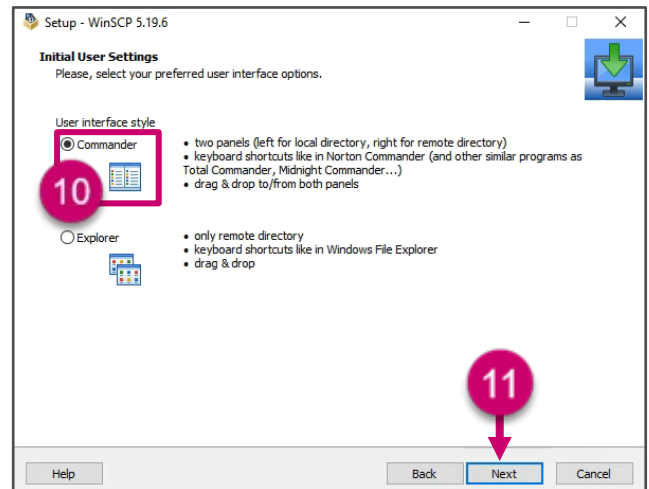 Setup - WinSCP 5.19.6
Initial User Settings
Please, select your preferred user interface options.
User interface style
Commander
• two panels (left for local directory, right for remote directory)
• keyboard shortcuts like in Norton Commander (and other similar programs as
Total Commander, Midnight Commander...)
• drag & drop to/from both panels
10
Explorer
• only remote directory
• keyboard shortcuts like in Windows File Explorer
• drag & drop
11
Help
Back
Next
Cancel